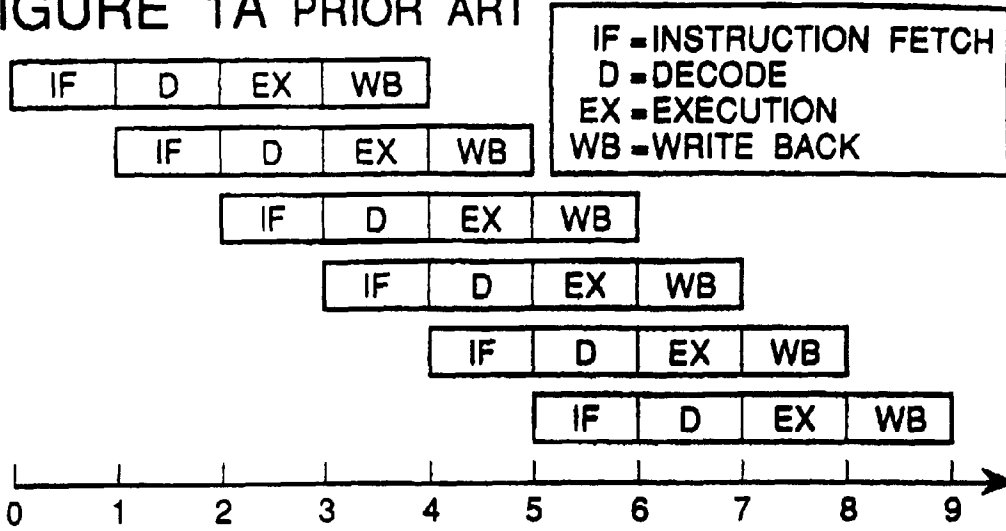 IGURE 1A PRIOR ART
IF = INSTRUCTION FETCH
D = DECODE
EX = EXECUTION
WB = WRITE BACK
IF D EX WB
IF D EX WB
IF D EX WB
IF D EX WB
IF D EX WB
IF D EX WB
0 1 2 3 4 5 6 7 8 9